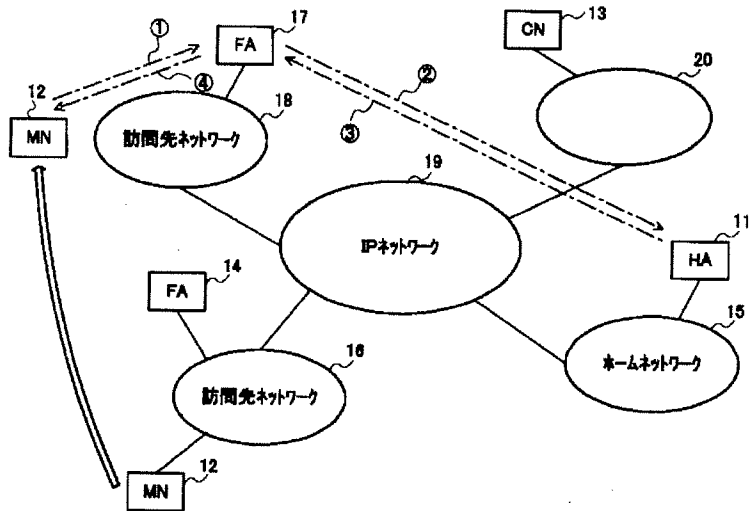 17
13
①
FA
CN
②
20
④
12
③
18
MN
訪問先ネットワーク
19
11
IPネットワーク
HA
14
FA
15
16
ホームネットワーク
訪問先ネットワーク
12
MN